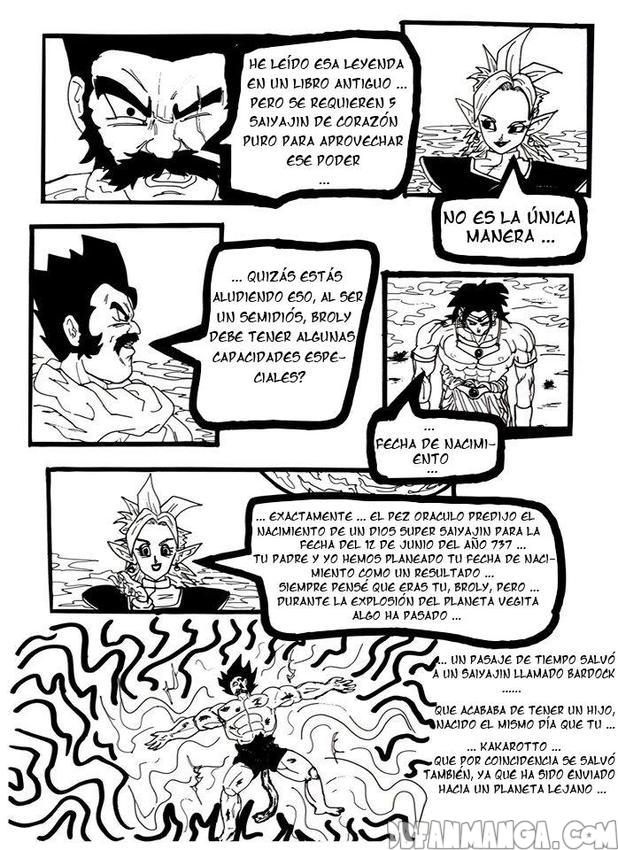 HE LEÍDO ESA LEYENDA
EN UN LIBRO ANTIGUO ...
PERO SE REQUIEREN 5
SAIYAJIN DE CORAZÓN
PURO PARA APROVECHAR
ESE PODER
...
NO ES LA ÚNICA
MANERA ...
... QUIZÁS ESTÁS
ALUDIENDO ESO, AL SER
UN SEMIDIÓS, BROLY
DEBE TENER ALGUNAS
CAPACIDADES ESPE-
CIALES?
...
FECHA DE NACIMI-
ENTO
...
... EXACTAMENTE ... EL PEZ ORACULO PREDIJO EL
NACIMIENTO DE UN DIOS SUPER SAIYAJIN PARA LA
FECHA DEL 12 DE JUNIO DEL AÑO 737 ...
TU PADRE Y YO HEMOS PLANEADO TU FECHA DE NACI-
MIENTO COMO UN RESULTADO ...
SIEMPRE PENSÉ QUE ERAS TU, BROLY, PERO ...
DURANTE LA EXPLOSIÓN DEL PLANETA VEGITA
ALGO HA PASADO ...
... UN PASAJE DE TIEMPO SALVÓ
A UN SAIYAJIN LLAMADO BARDOCK
......
QUE ACABABA DE TENER UN HIJO,
NACIDO EL MISMO DÍA QUE TU ...
... KAKAROTTO ...
QUE POR COINCIDENCIA SE SALVÓ
TAMBIÉN, YA QUE HA SIDO ENVIADO
HACIA UN PLANETA LEJANO ...